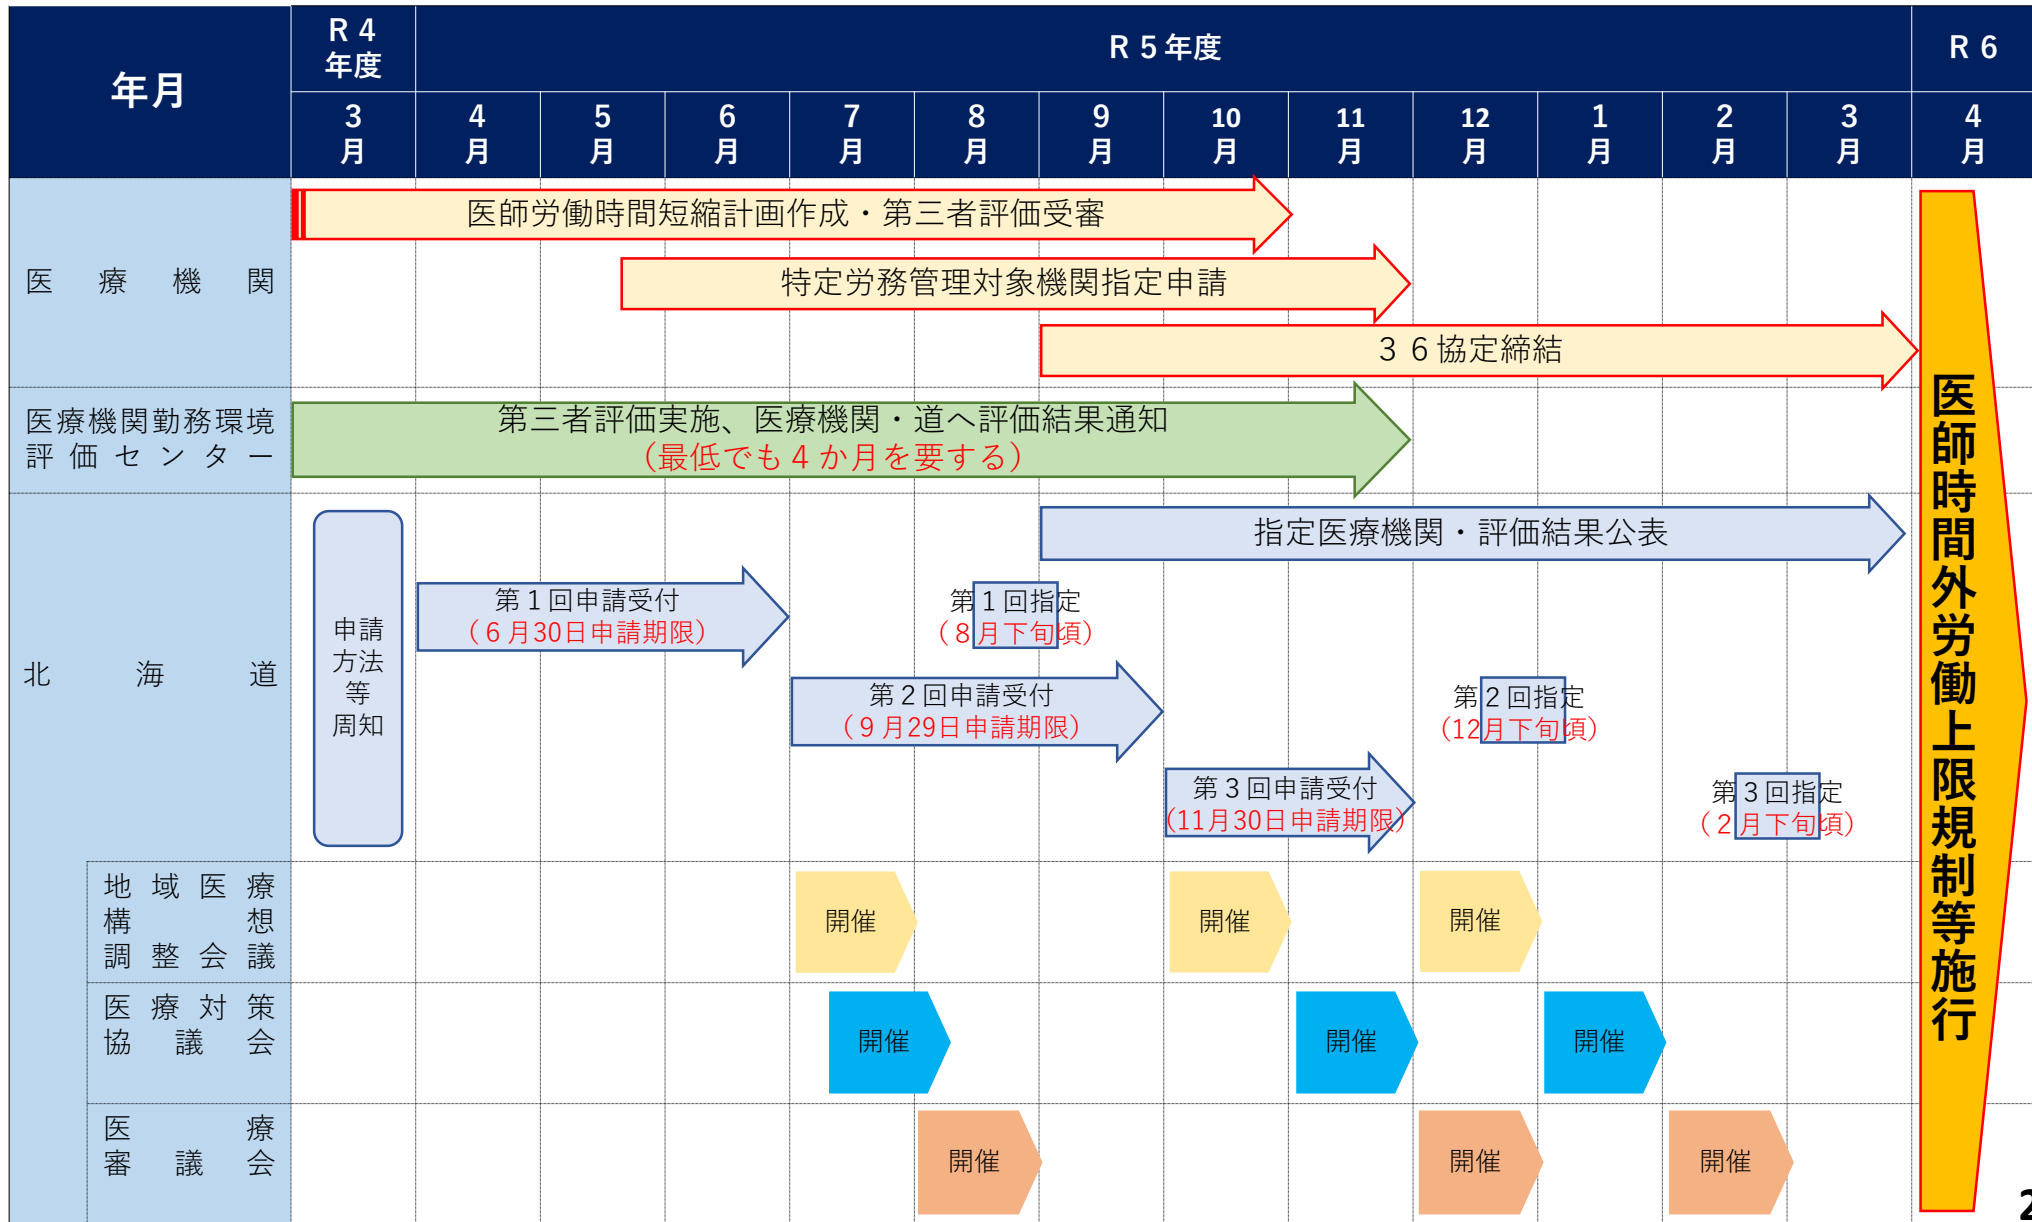 年月
Ｒ４
年度
Ｒ５年度
Ｒ６
３
月
４
月
５
月
６
月
７
月
８
月
９
月
10
月
11
月
12
月
１
月
２
月
３
月
４
月
医療機関
医師労働時間短縮計画作成・第三者評価受審
特定労務管理対象機関指定申請
３６協定締結
医療機関勤務環境
評価センター
第三者評価実施、医療機関・道へ評価結果通知
（最低でも４か月を要する）
北海道
申請
方法
等
周知
指定医療機関・評価結果公表
第１回申請受付
（６月30日申請期限）
第１回指定
（８月下旬頃）
第２回申請受付
（９月29日申請期限）
第２回指定
（12月下旬頃）
第３回申請受付
（11月30日申請期限）
第３回指定
（２月下旬頃）
地域医療
構想
調整会議
開催
開催
開催
医療対策
協議会
開催
開催
開催
医療
審議会
開催
開催
開催
医師時間外労働上限規制等施行
2